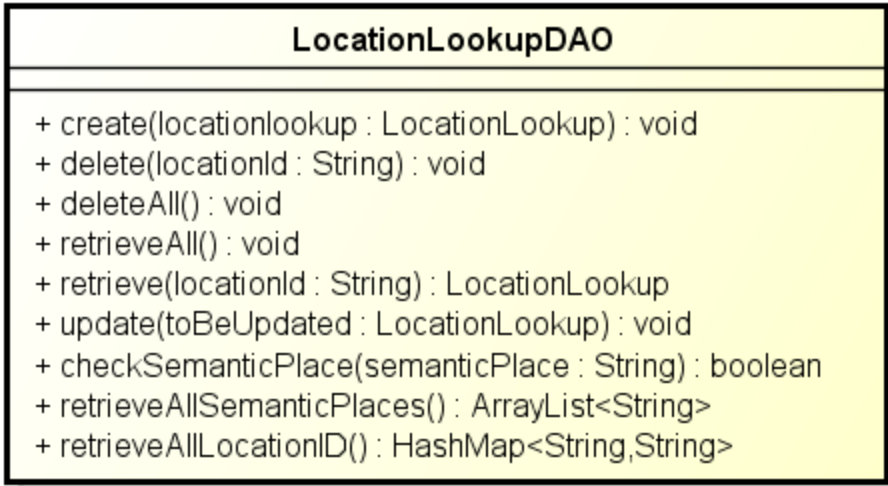 LocationLookupDAO
+ create(locationlookup : LocationLookup) : void
+ delete(locationId : String) : void
+ deleteAll() : void
+ retrieveAll() : void
+ retrieve(locationId : String) : LocationLookup
+ update(toBeUpdated : LocationLookup) : void
+ checkSemanticPlace(semanticPlace : String) : boolean
+ retrieveAllSemanticPlaces() : ArrayList<String>
+ retrieveAllLocationID() : HashMap<String,String>